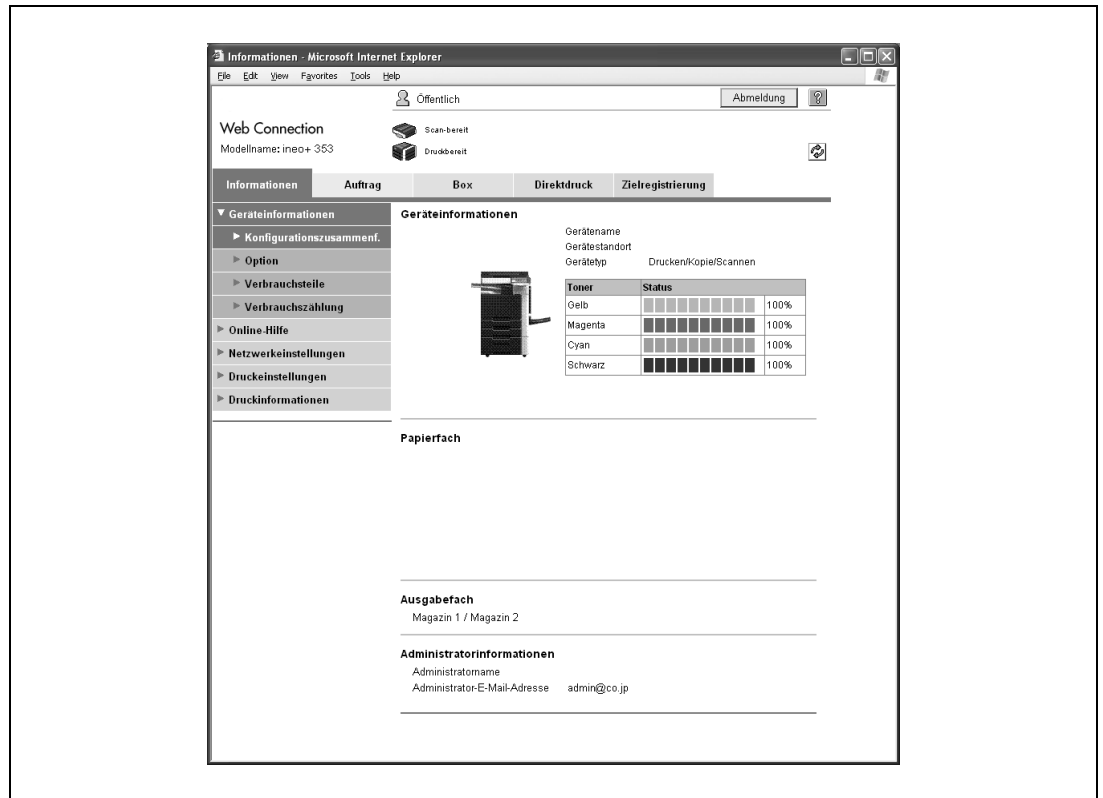 Informationen - Microsoft Internet Explorer
File Edit View Favorites Tools Help
Öffentlich Abmeldung ?
Web Connection Scan-bereit
Modellname: ineo+ 353 Druckbereit
Informationen Auftrag Box Direktdruck Zielregistrierung
Geräteinformationen
Konfigurationszusammenf.
Option
Verbrauchsteile
Verbrauchszählung
Online-Hilfe
Netzwerkeinstellungen
Druckeinstellungen
Druckinformationen
Geräteinformationen
Gerätename
Gerätestandort
Gerätetyp Drucken/Kopie/Scannen
Toner Status
Gelb 100%
Magenta 100%
Cyan 100%
Schwarz 100%
Papierfach
Ausgabefach
Magazin 1 / Magazin 2
Administratorinformationen
Administratorname
Administrator-E-Mail-Adresse admin@co.jp